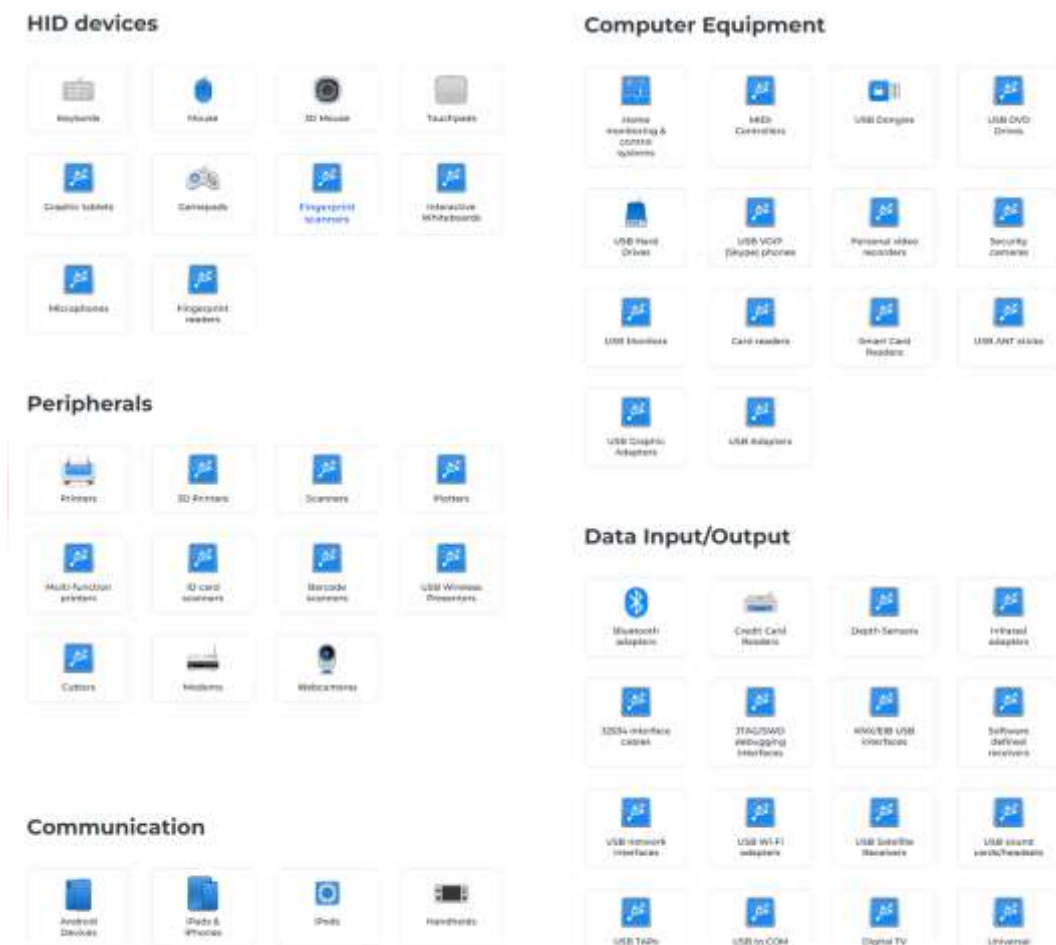 HID devices
Keyboards
Mouse
3D Mouse
Touchpads
Graphic tablets
Gamepads
Fingerprint
scanners
Interactive
Whiteboards
Microphones
Fingerprint
readers
Peripherals
Printers
3D Printers
Scanners
Plotters
Multi-function
printers
ID card
scanners
Barcode
scanners
USB Wireless
Presenters
Cutters
Modems
Webcameras
Communication
Android
Devices
iPads &
iPhones
iPods
Handhelds
Computer Equipment
Home
monitoring &
control
systems
MIDI
Controllers
USB Dongles
USB DVD
Drives
USB Hard
Drives
USB VOIP
(Skype) phones
Personal video
recorders
Security
cameras
USB Monitors
Card readers
Smart Card
Readers
USB ANT sticks
USB Graphic
Adapters
USB Adapters
Data Input/Output
Bluetooth
adapters
Credit Card
Readers
Depth Sensors
Infrared
adapters
interface
cables
JTAG/SWD
debugging
interfaces
KNX/EIB USB
interfaces
Software
defined
receivers
USB network
interfaces
USB Wi-Fi
adapters
USB Satellite
Receivers
USB sound
cards/headsets
USB TAPs
USB to COM
Digital TV
Universal